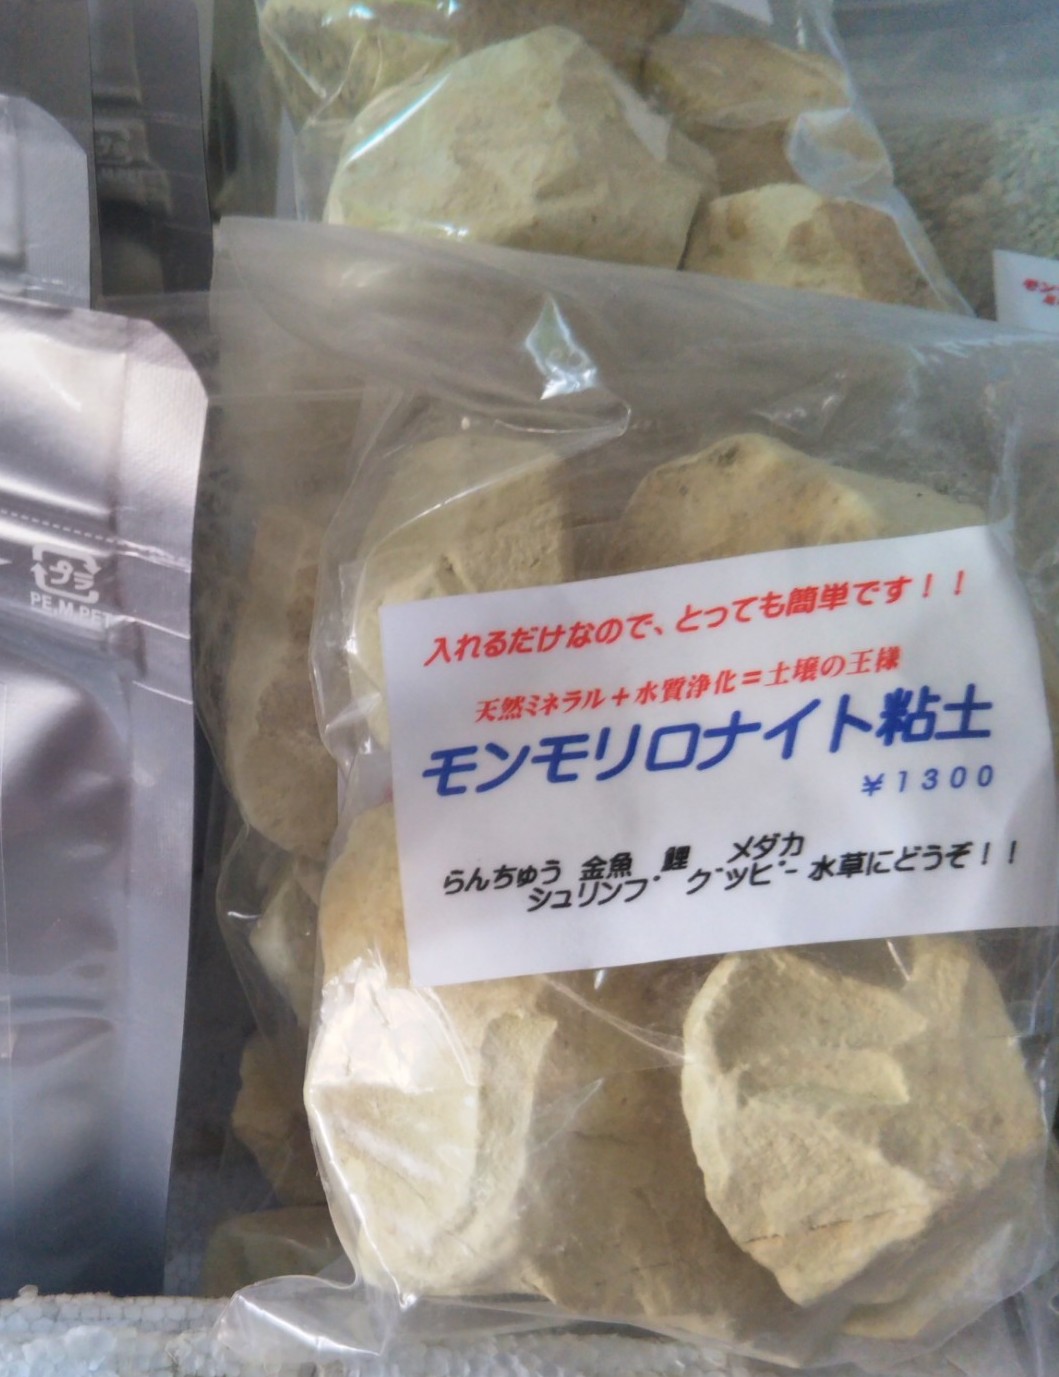 プラ
PE,M,PET
入れるだけなので、とっても簡単です！！
天然ミネラル＋水質浄化＝土壌の王様
モンモリロナイト粘土
￥１３００
らんちゅう 金魚 鯉 メダカ
シュリンプ グッピー 水草にどうぞ！！